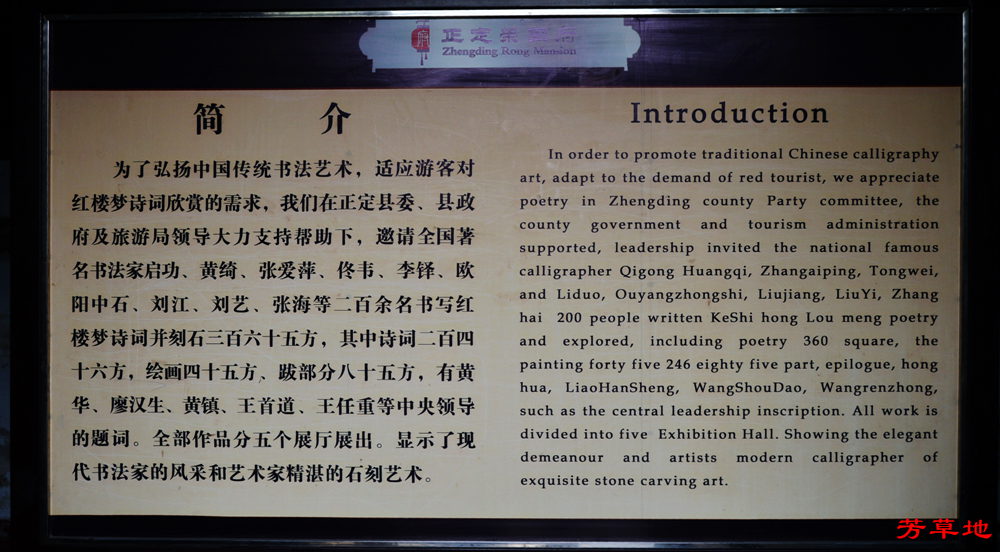 正定荣国府
Zhengding Rong Mansion
简 介
为了弘扬中国传统书法艺术，适应游客对
红楼梦诗词欣赏的需求，我们在正定县委、县政
府及旅游局领导大力支持帮助下，邀请全国著
名书法家启功、黄绮、张爱萍、佟韦、李铎、欧
阳中石、刘江、刘艺、张海等二百余名书写红
楼梦诗词并刻石三百六十五方，其中诗词二百四
十六方，绘画四十五方、跋部分八十五方，有黄
华、廖汉生、黄镇、王首道、王任重等中央领导
的题词。全部作品分五个展厅展出。显示了现
代书法家的风采和艺术家精湛的石刻艺术。
Introduction
In order to promote traditional Chinese calligraphy
art, adapt to the demand of red tourist, we appreciate
poetry in Zhengding county Party committee, the
county government and tourism administration
supported, leadership invited the national famous
calligrapher Qigong Huangqi, Zhangaiping, Tongwei,
and Liduo, Ouyangzhongshi, Liujiang, LiuYi, Zhang
hai 200 people written KeShi hong Lou meng poetry
and explored, including poetry 360 square, the
painting forty five 246 eighty five part, epilogue, hong
hua, LiaoHanSheng, WangShouDao, Wangrenzhong,
such as the central leadership inscription. All work is
divided into five Exhibition Hall. Showing the elegant
demeanour and artists modern calligrapher of
exquisite stone carving art.
芳草地